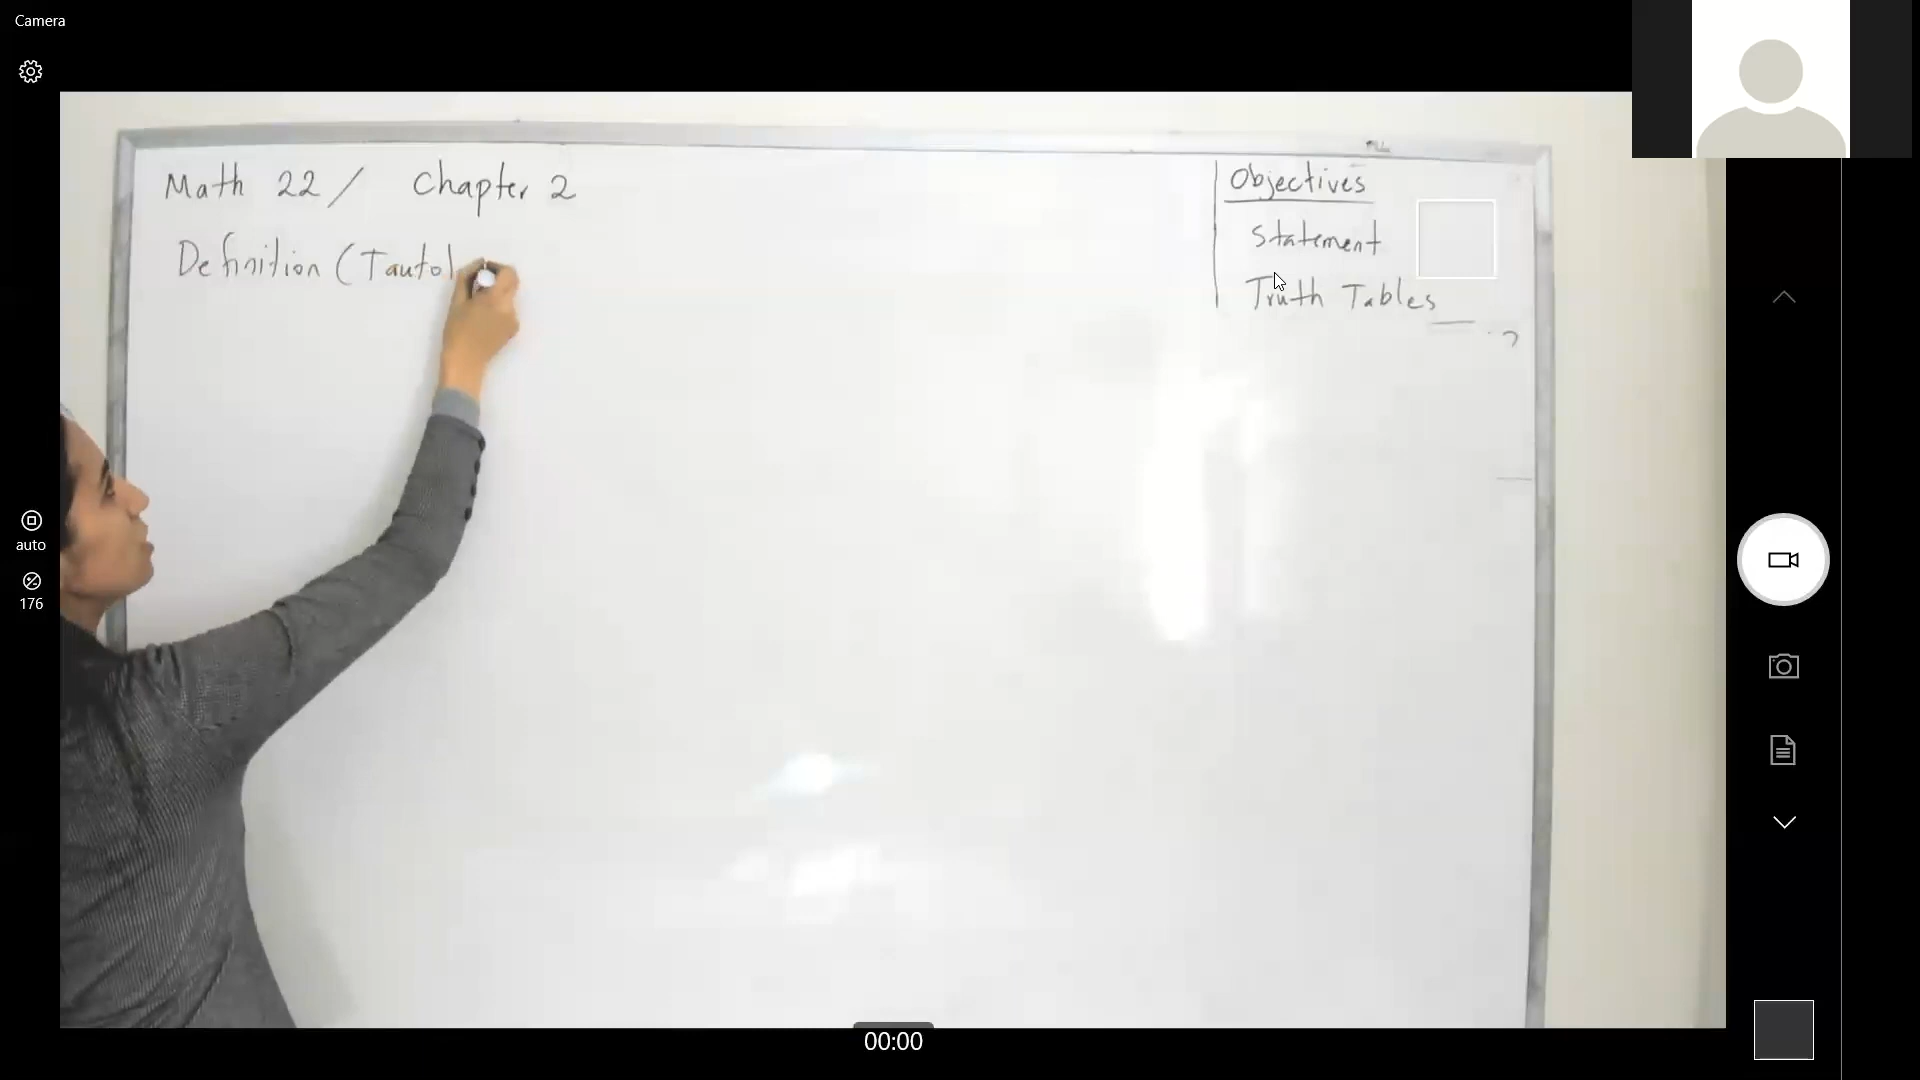 Camera
Math 22 / Chapter 2
Definition (Tautol
Objectives
Statement
Truth Tables
auto
176
00:00